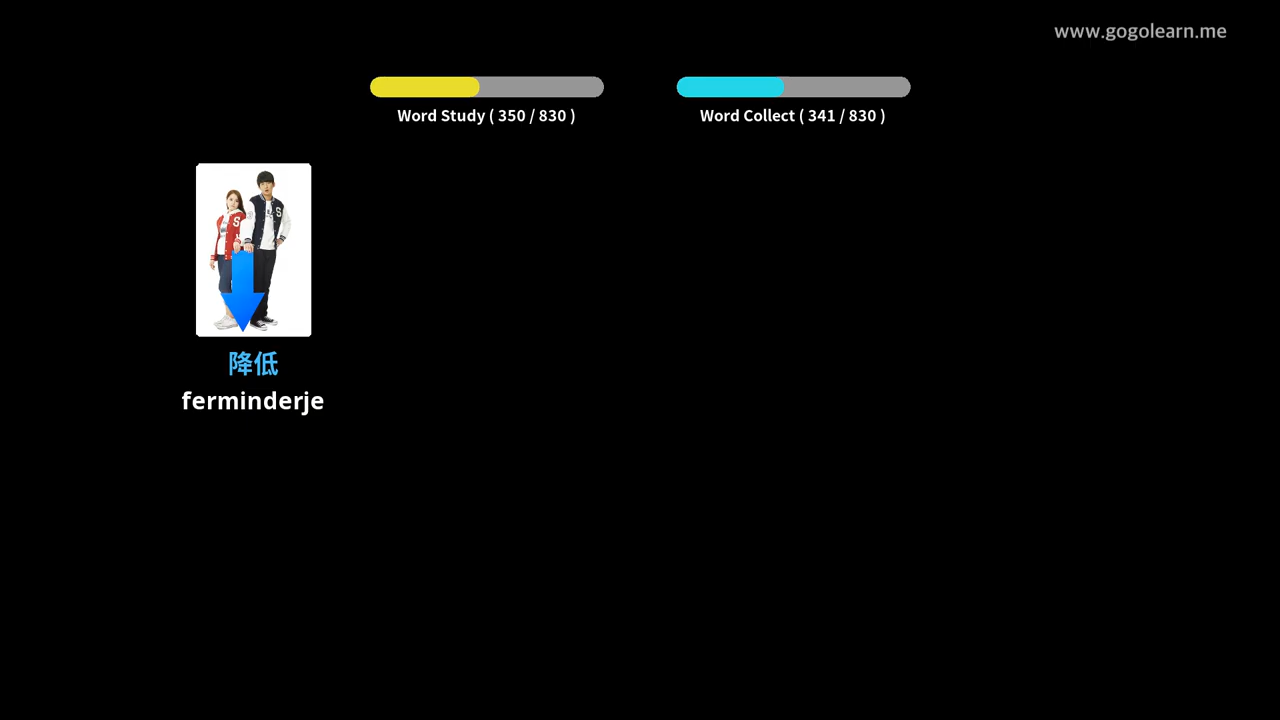 www.gogolearn.me
Word Study ( 350 / 830 )
Word Collect ( 341 / 830 )
S
S
降低
ferminderje